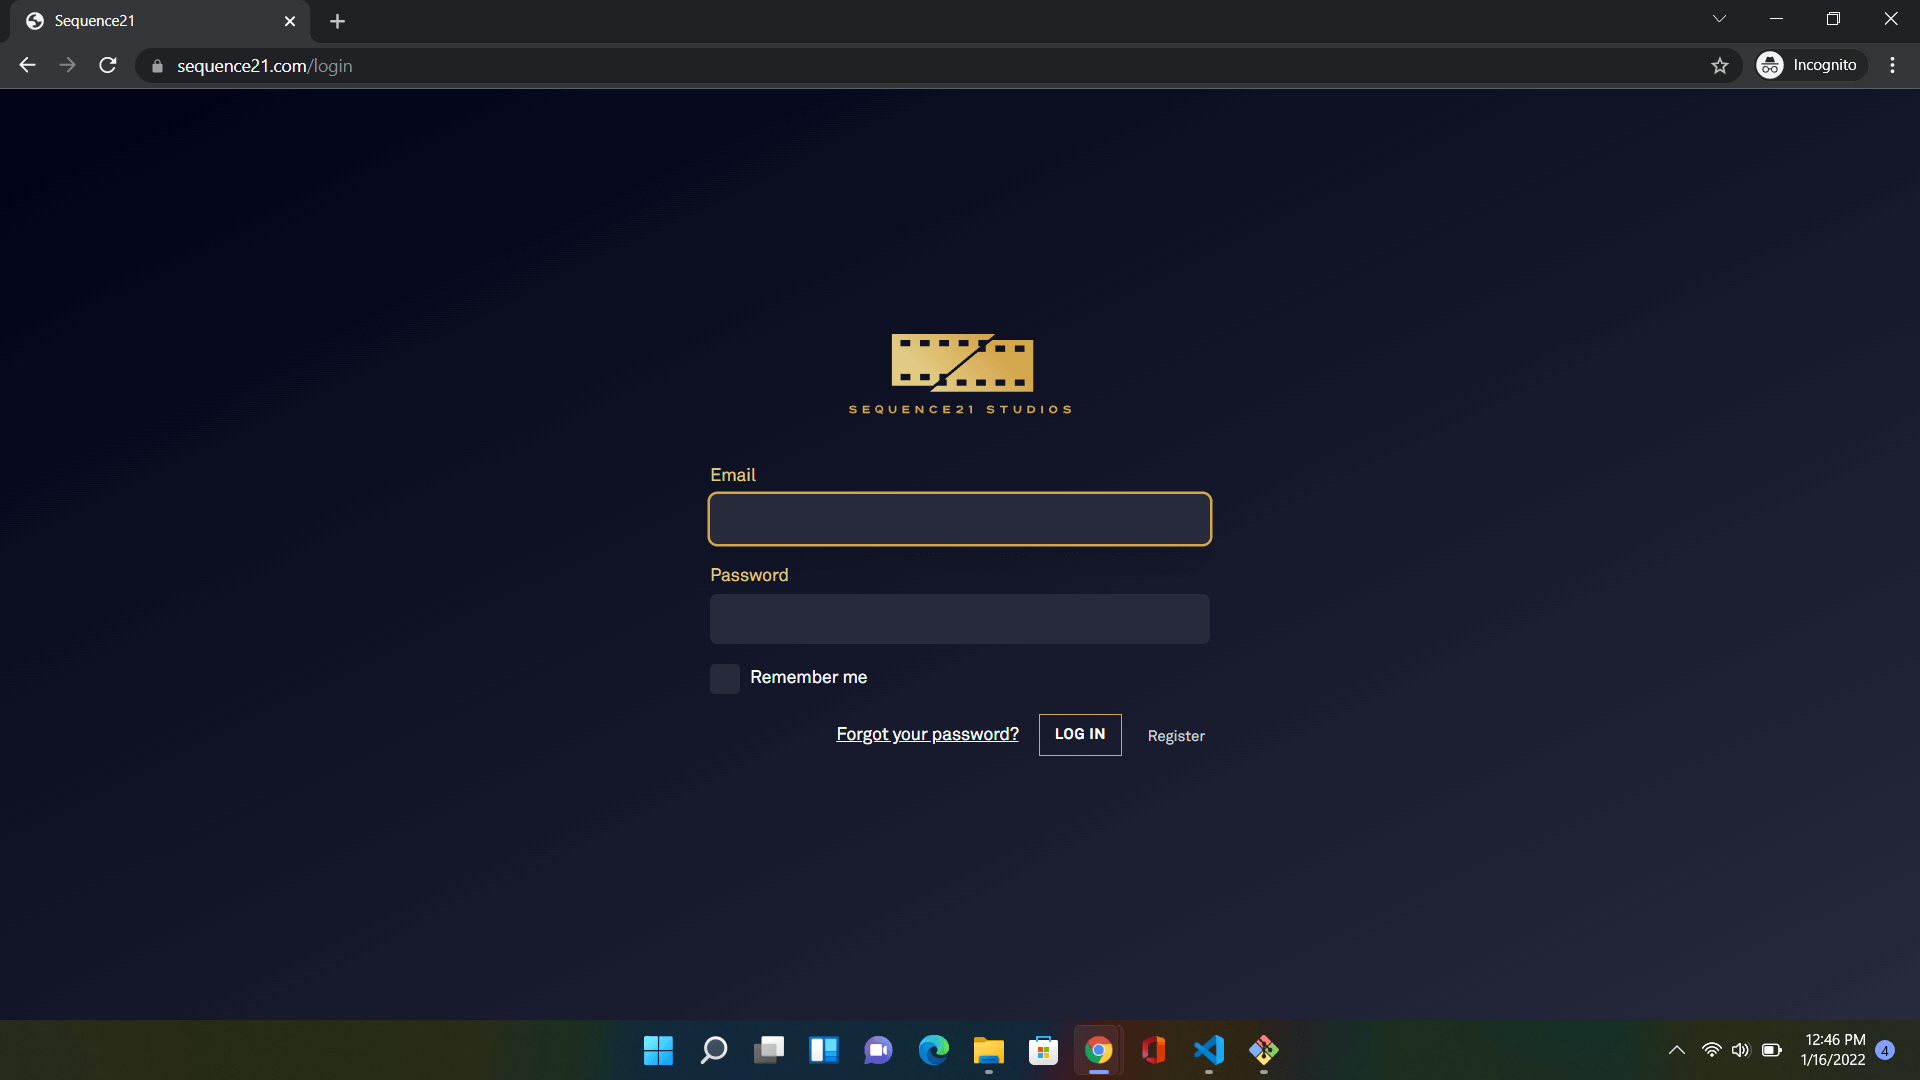 Sequence21
sequence21.com/login
Incognito
SEQUENCE21 STUDIOS
Email
Password
Remember me
Forgot your password?
LOG IN
Register
12:46 PM
1/16/2022
4